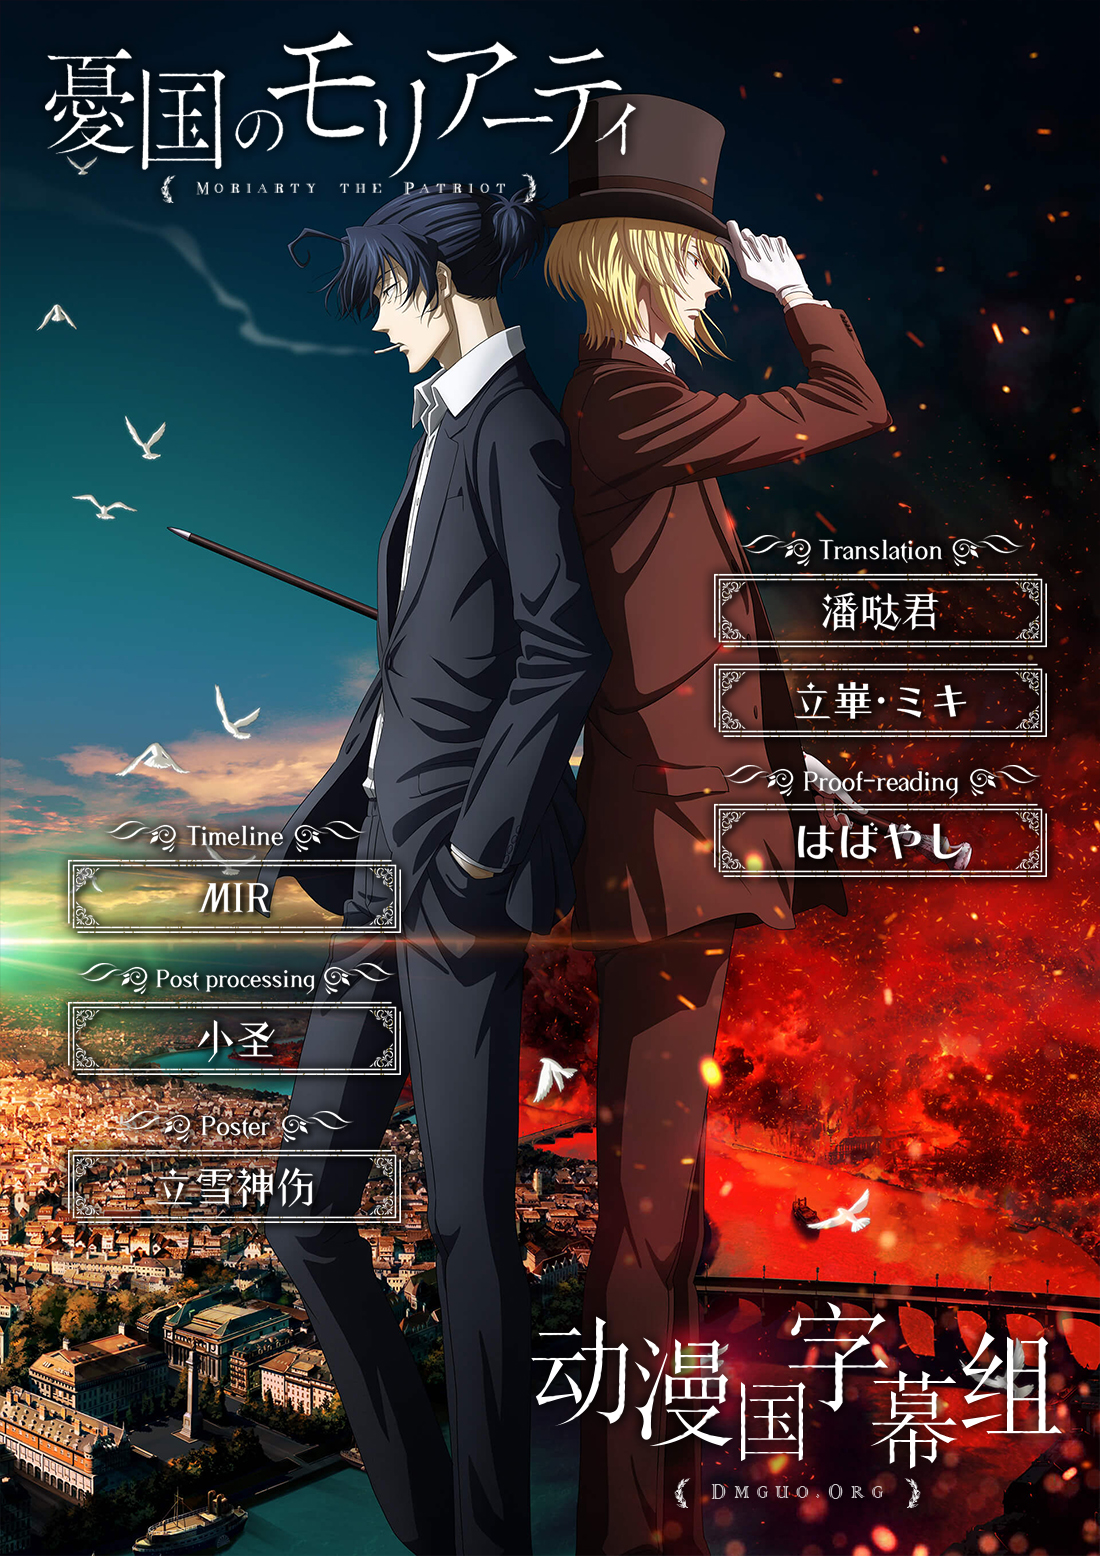 憂国のモリアーティ
MORIARTY THE PATRIOT
Translation
潘哒君
立崋·ミキ
Proof-reading
はばやし
Timeline
MIR
Post processing
小圣
Poster
立雪神伤
动漫国字幕组
DMGUO.ORG